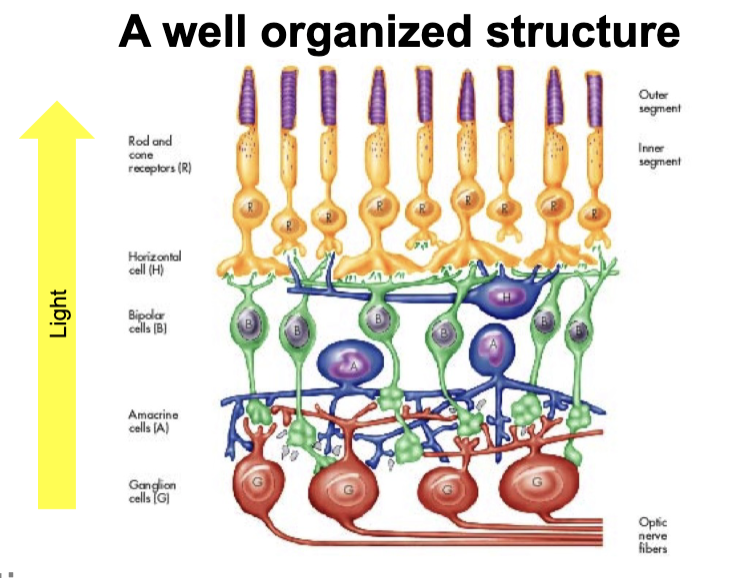 A well organized structure
Outer
segment
Rod and
cone
receptors (R)
Inner
segment
R
R
R
R
R
R
R
R
R
Horizontal
cell (H)
H
Light
Bipolar
cells (B)
B
B
B
B
B
B
A
A
Amacrine
cells (A)
Ganglion
cells (G)
G
G
G
G
Optic
nerve
fibers